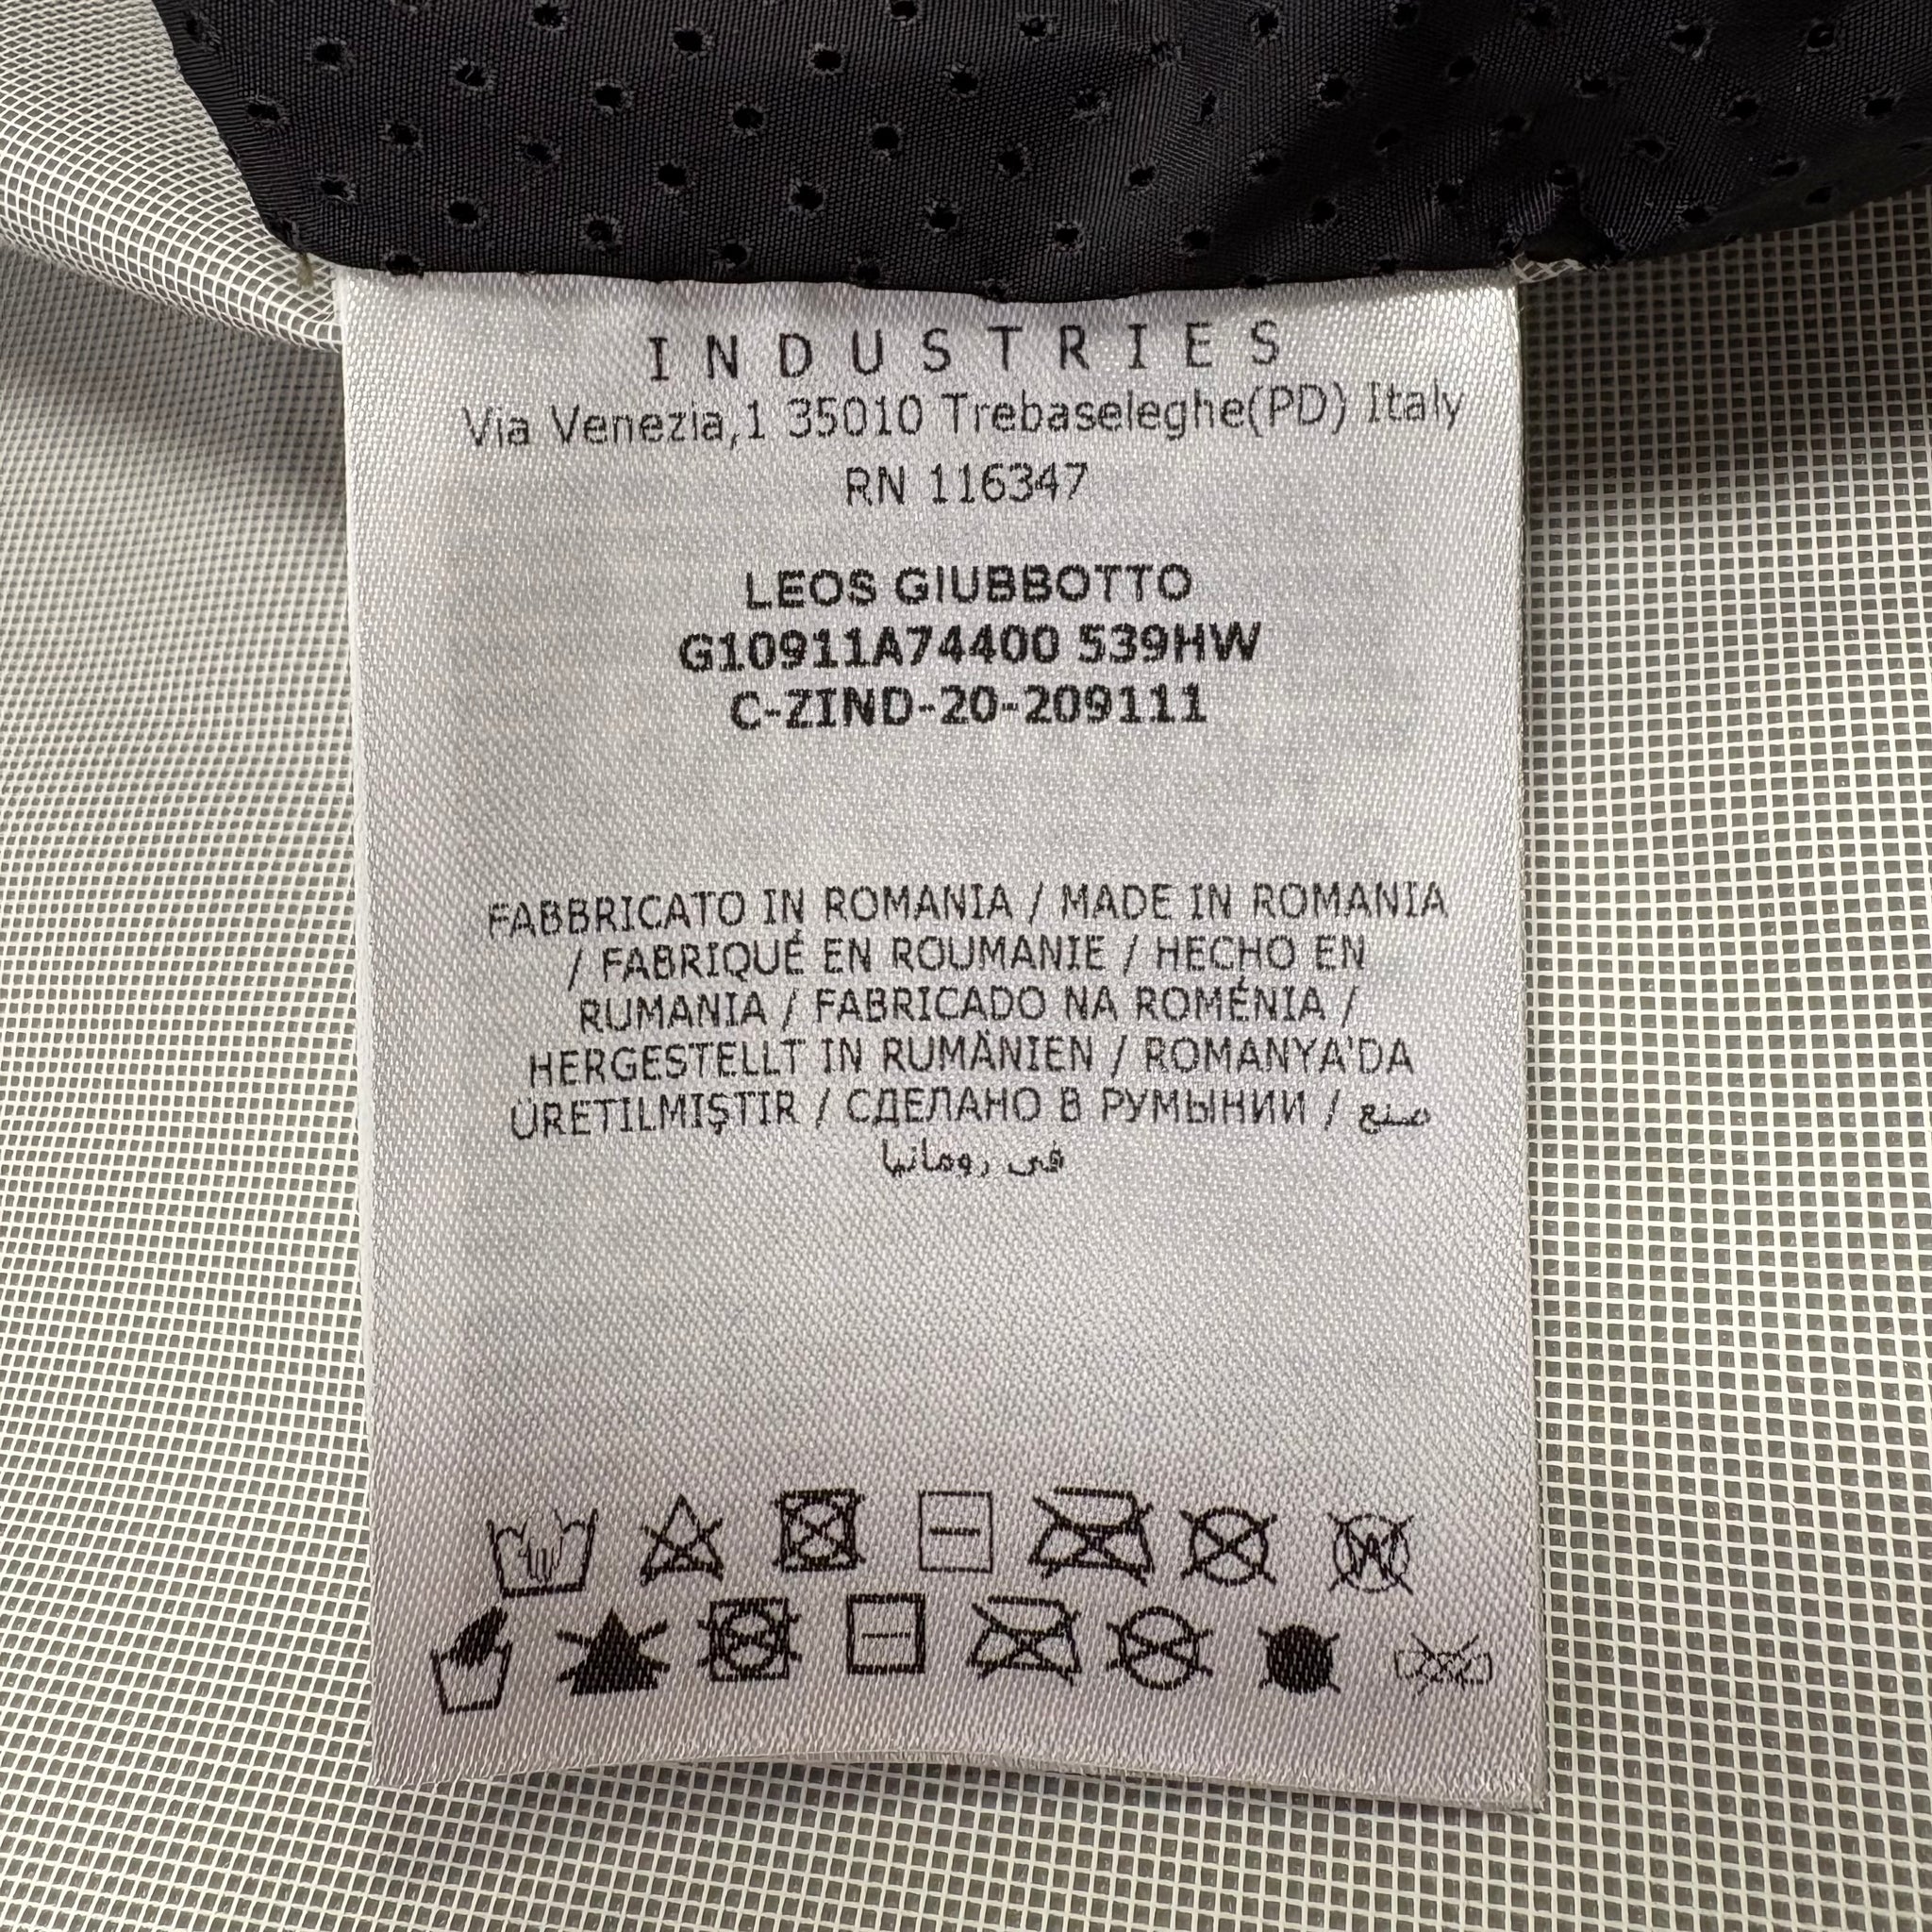 INDUSTRIES
Via Venezia,1 35010 Trebaseleghe(PD) Italy
RN 116347
LEOS GIUBBOTTO
G10911A74400 539HW
C-ZIND-20-209111
FABBRICATO IN ROMANIA / MADE IN ROMANIA
/ FABRIQUÉ EN ROUMANIE / HECHO EN
RUMANIA / FABRICADO NA ROMÉNIA /
HERGESTELLT IN RUMÄNIEN / ROMANYA'DA
ÜRETILMIŞTIR / СДЕЛАНО В РУМЫНИИ / صنع
في رومانيا